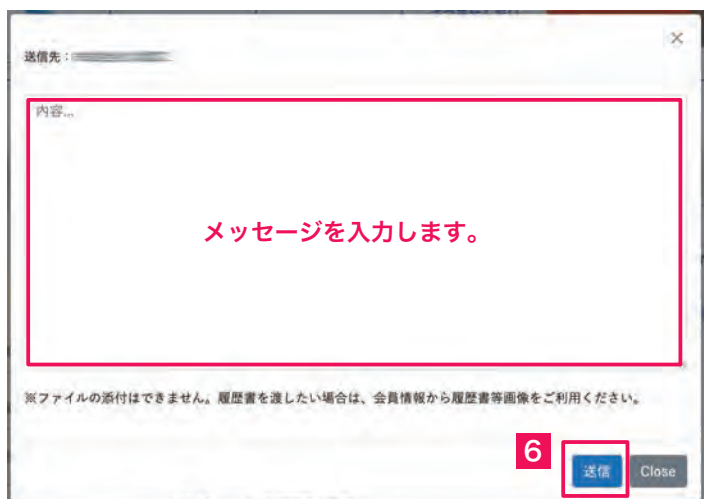 ×
送信先：
内容...
メッセージを入力します。
※ファイルの添付はできません。履歴書を渡したい場合は、会員情報から履歴書等画像をご利用ください。
6
送信
Close